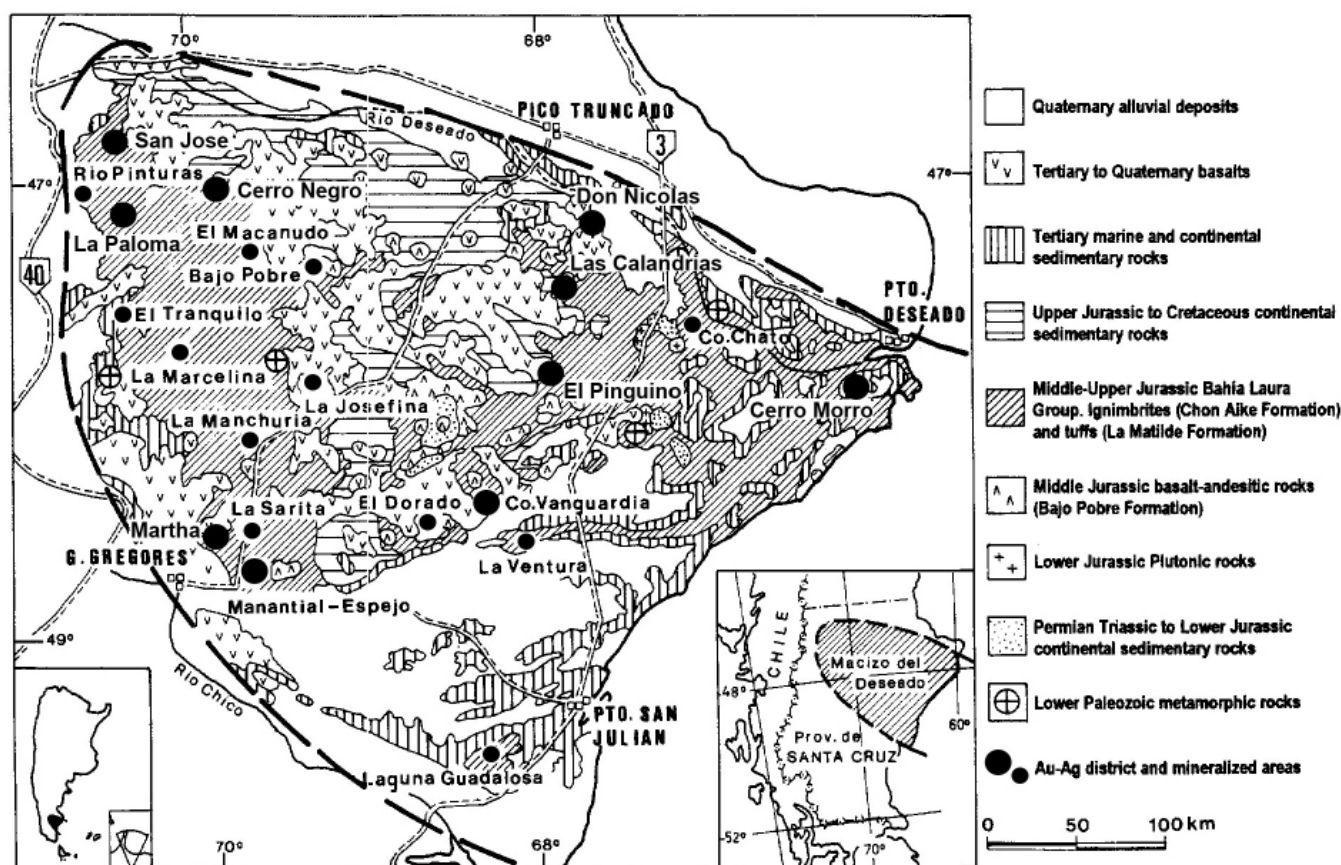 70°
68°
PICO TRUNCADO
Rio Deseado
3
San Jose
Rio Pinturas
47°
47°
Cerro Negro
Don Nicolas
La Paloma
El Macanudo
Las Calandrias
Bajo Pobre
40
PTO.
DESEADO
El Tranquilo
Co. Chato
La Marcelina
El Pinguino
La Josefina
Cerro Morro
La Manchuria
El Dorado
Co. Vanguardia
La Sarita
Martha
G. GREGORES
La Ventura
Manantial-Espejo
49°
Rio Chico
PTO. SAN
JULIAN
Laguna Guadalosa
70°
68°
CHILE
Macizo del
Deseado
48°
60°
Prov. de
SANTA CRUZ
52°
70°
Quaternary alluvial deposits
Tertiary to Quaternary basalts
Tertiary marine and continental
sedimentary rocks
Upper Jurassic to Cretaceous continental
sedimentary rocks
Middle-Upper Jurassic Bahía Laura
Group. Ignimbrites (Chon Aike Formation)
and tuffs (La Matilde Formation)
Middle Jurassic basalt-andesitic rocks
(Bajo Pobre Formation)
Lower Jurassic Plutonic rocks
Permian Triassic to Lower Jurassic
continental sedimentary rocks
Lower Paleozoic metamorphic rocks
Au-Ag district and mineralized areas
0 50 100 km